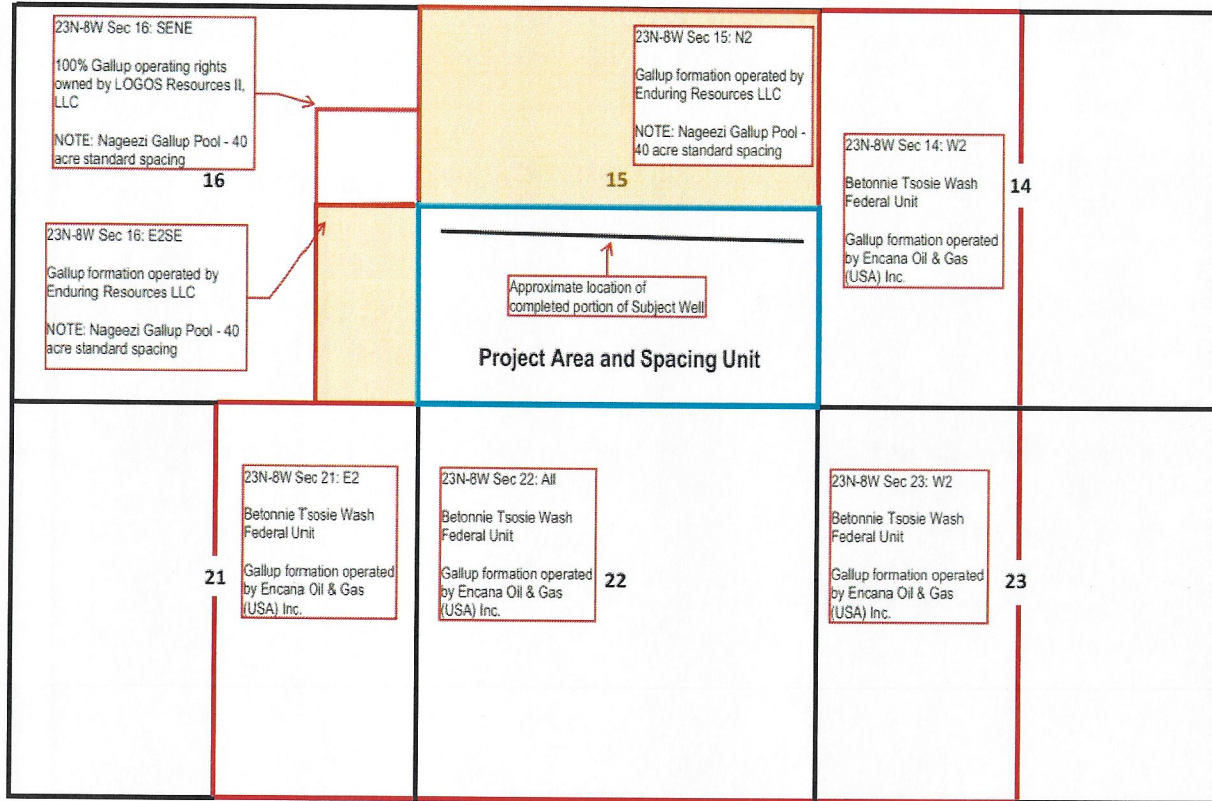 23N-8W Sec 16: SENE
100% Gallup operating rights
owned by LOGOS Resources II,
LLC
NOTE: Nageezi Gallup Pool - 40
acre standard spacing
16
23N-8W Sec 15: N2
Gallup formation operated by
Enduring Resources LLC
NOTE: Nageezi Gallup Pool -
40 acre standard spacing
15
23N-8W Sec 14: W2
Betonnie Tsosie Wash
Federal Unit
Gallup formation operated
by Encana Oil & Gas
(USA) Inc.
14
23N-8W Sec 16: E2SE
Gallup formation operated by
Enduring Resources LLC
NOTE: Nageezi Gallup Pool - 40
acre standard spacing
Approximate location of
completed portion of Subject Well
Project Area and Spacing Unit
23N-8W Sec 21: E2
Betonnie Tsosie Wash
Federal Unit
Gallup formation operated
by Encana Oil & Gas
(USA) Inc.
21
23N-8W Sec 22: All
Betonnie Tsosie Wash
Federal Unit
Gallup formation operated
by Encana Oil & Gas
(USA) Inc.
22
23N-8W Sec 23: W2
Betonnie Tsosie Wash
Federal Unit
Gallup formation operated
by Encana Oil & Gas
(USA) Inc.
23